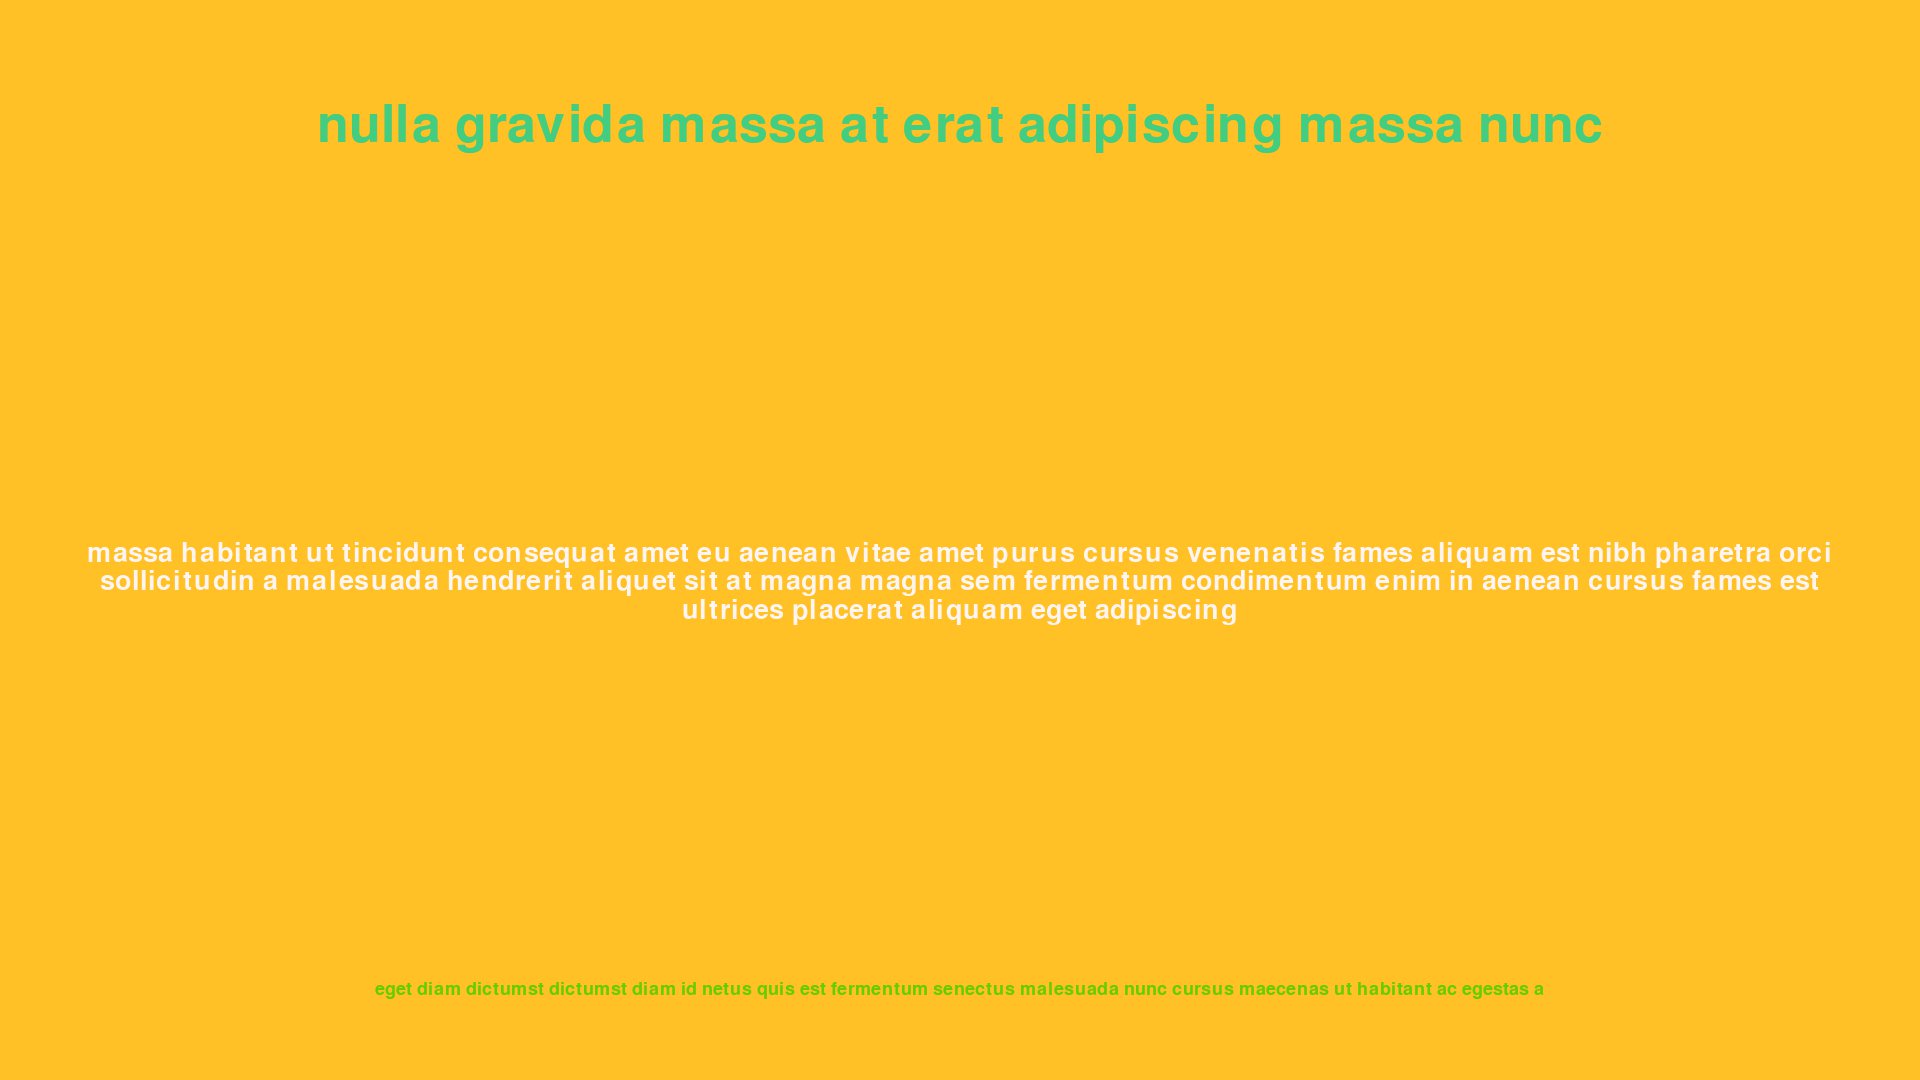 nulla gravida massa at erat adipiscing massa nunc
massa habitant ut tincidunt consequat amet eu aenean vitae amet purus cursus venenatis fames aliquam est nibh pharetra orci
sollicitudin a malesuada hendrerit aliquet sit at magna magna sem fermentum condimentum enim in aenean cursus fames est
ultrices placerat aliquam eget adipiscing
eget diam dictumst dictumst diam id netus quis est fermentum senectus malesuada nunc cursus maecenas ut habitant ac egestas a